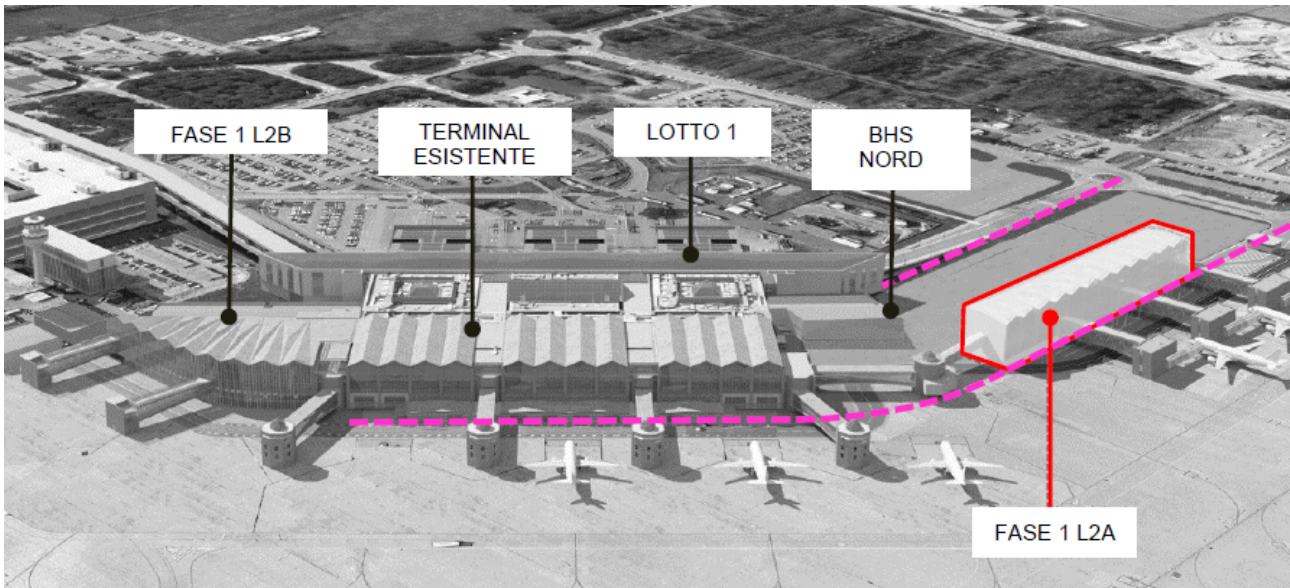 FASE 1 L2B
TERMINAL
ESISTENTE
LOTTO 1
BHS
NORD
FASE 1 L2A